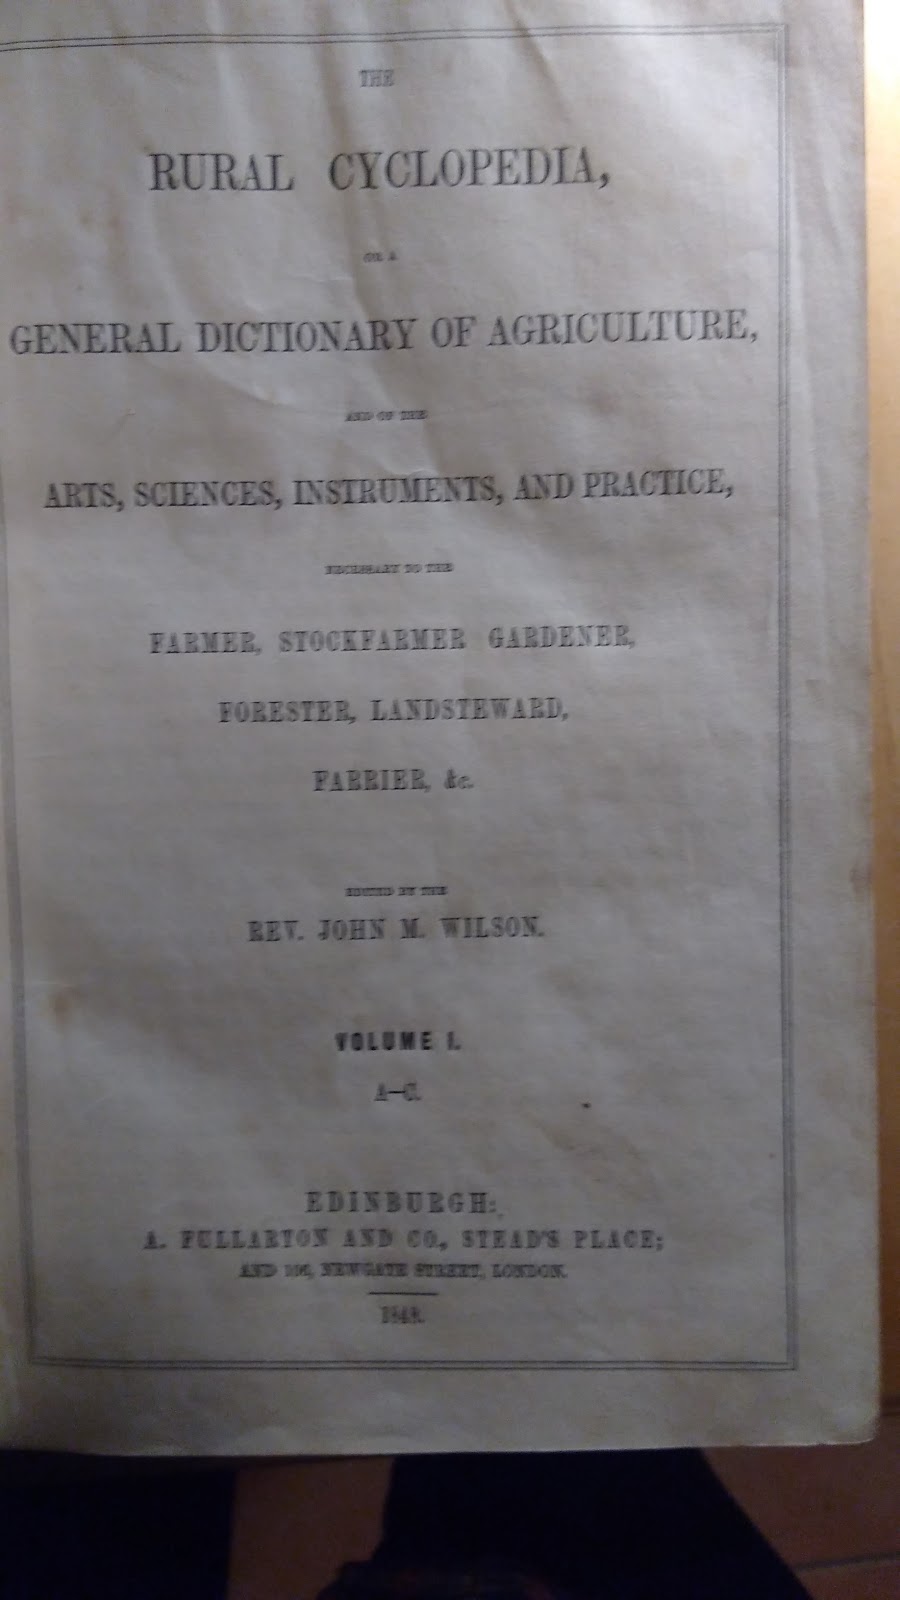 THE
RURAL CYCLOPEDIA,
OR A
GENERAL DICTIONARY OF AGRICULTURE,
AND OF THE
ARTS, SCIENCES, INSTRUMENTS, AND PRACTICE,
NECESSARY TO THE
FARMER, STOCKFARMER GARDENER,
FORESTER, LANDSTEWARD,
FARRIER, &c.
EDITED BY THE
REV. JOHN M. WILSON.
VOLUME I.
A—C.
EDINBURGH:
A. FULLARTON AND CO., STEAD'S PLACE;
AND 106, NEWGATE STREET, LONDON.
1848.